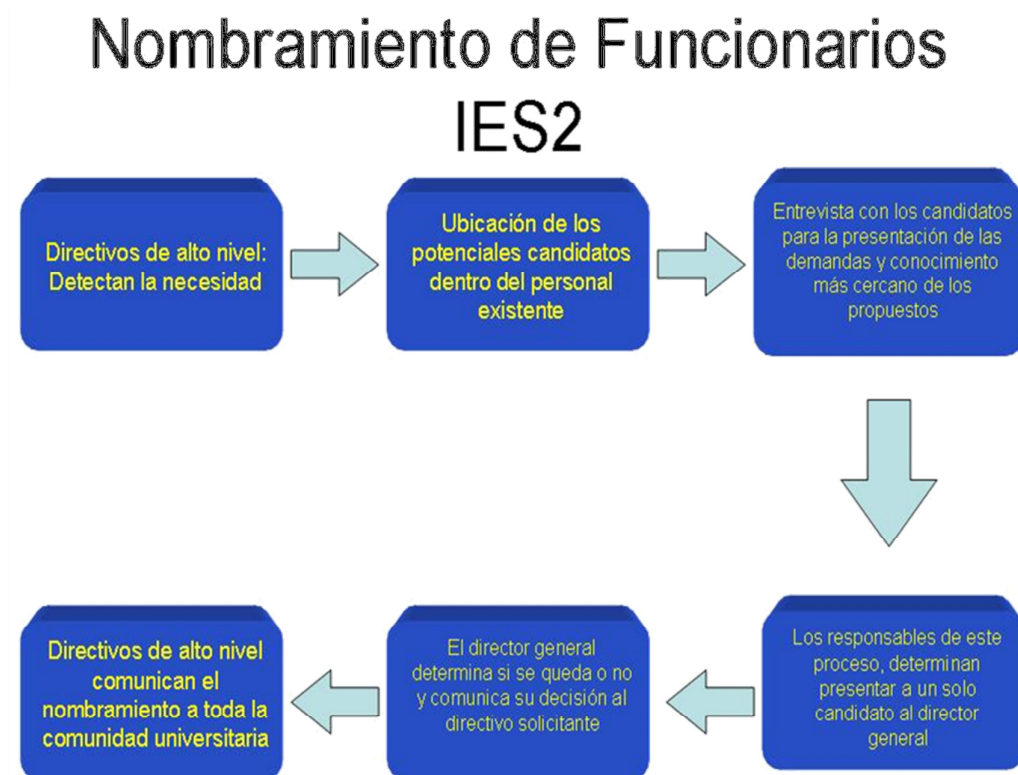 Nombramiento de Funcionarios
IES2
Directivos de alto nivel:
Detectan la necesidad
Ubicación de los
potenciales candidatos
dentro del personal
existente
Entrevista con los candidatos
para la presentación de las
demandas y conocimiento
más cercano de los
propuestos
Los responsables de este
proceso, determinan
presentar a un solo
candidato al director
general
El director general
determina si se queda o no
y comunica su decisión al
directivo solicitante
Directivos de alto nivel
comunican el
nombramiento a toda la
comunidad universitaria